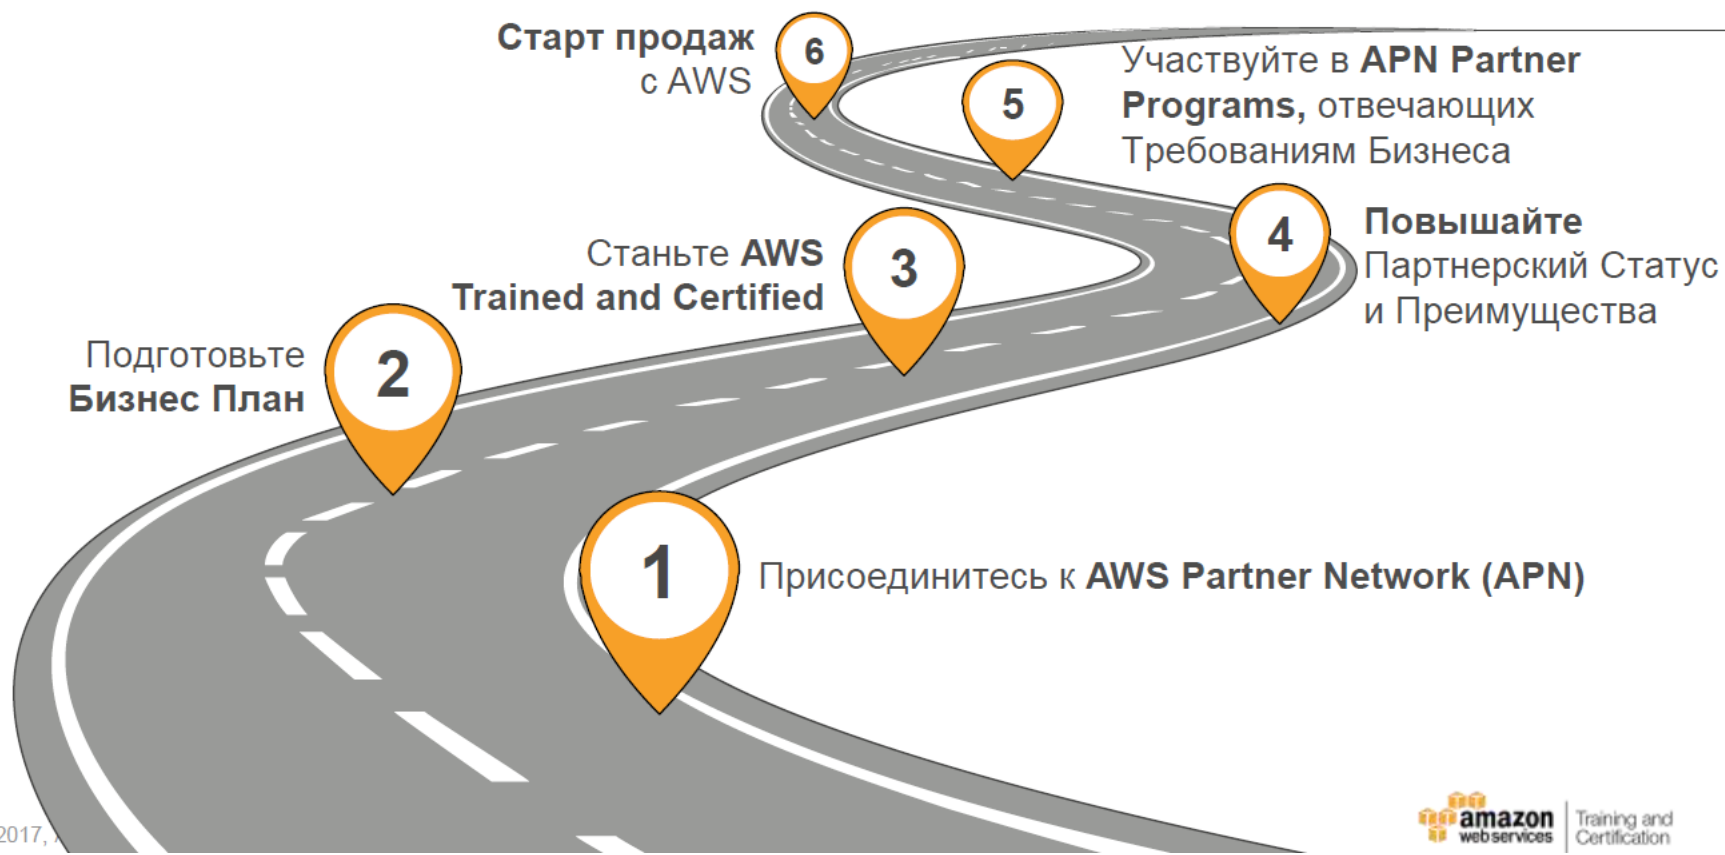 Старт продаж
с AWS
6
5
Участвуйте в APN Partner
Programs, отвечающих
Требованиям Бизнеса
4
Повышайте
Партнерский Статус
и Преимущества
Станьте AWS
Trained and Certified
3
Подготовьте
Бизнес План
2
1
Присоединитесь к AWS Partner Network (APN)
2017,
amazon
webservices
Training and
Certification